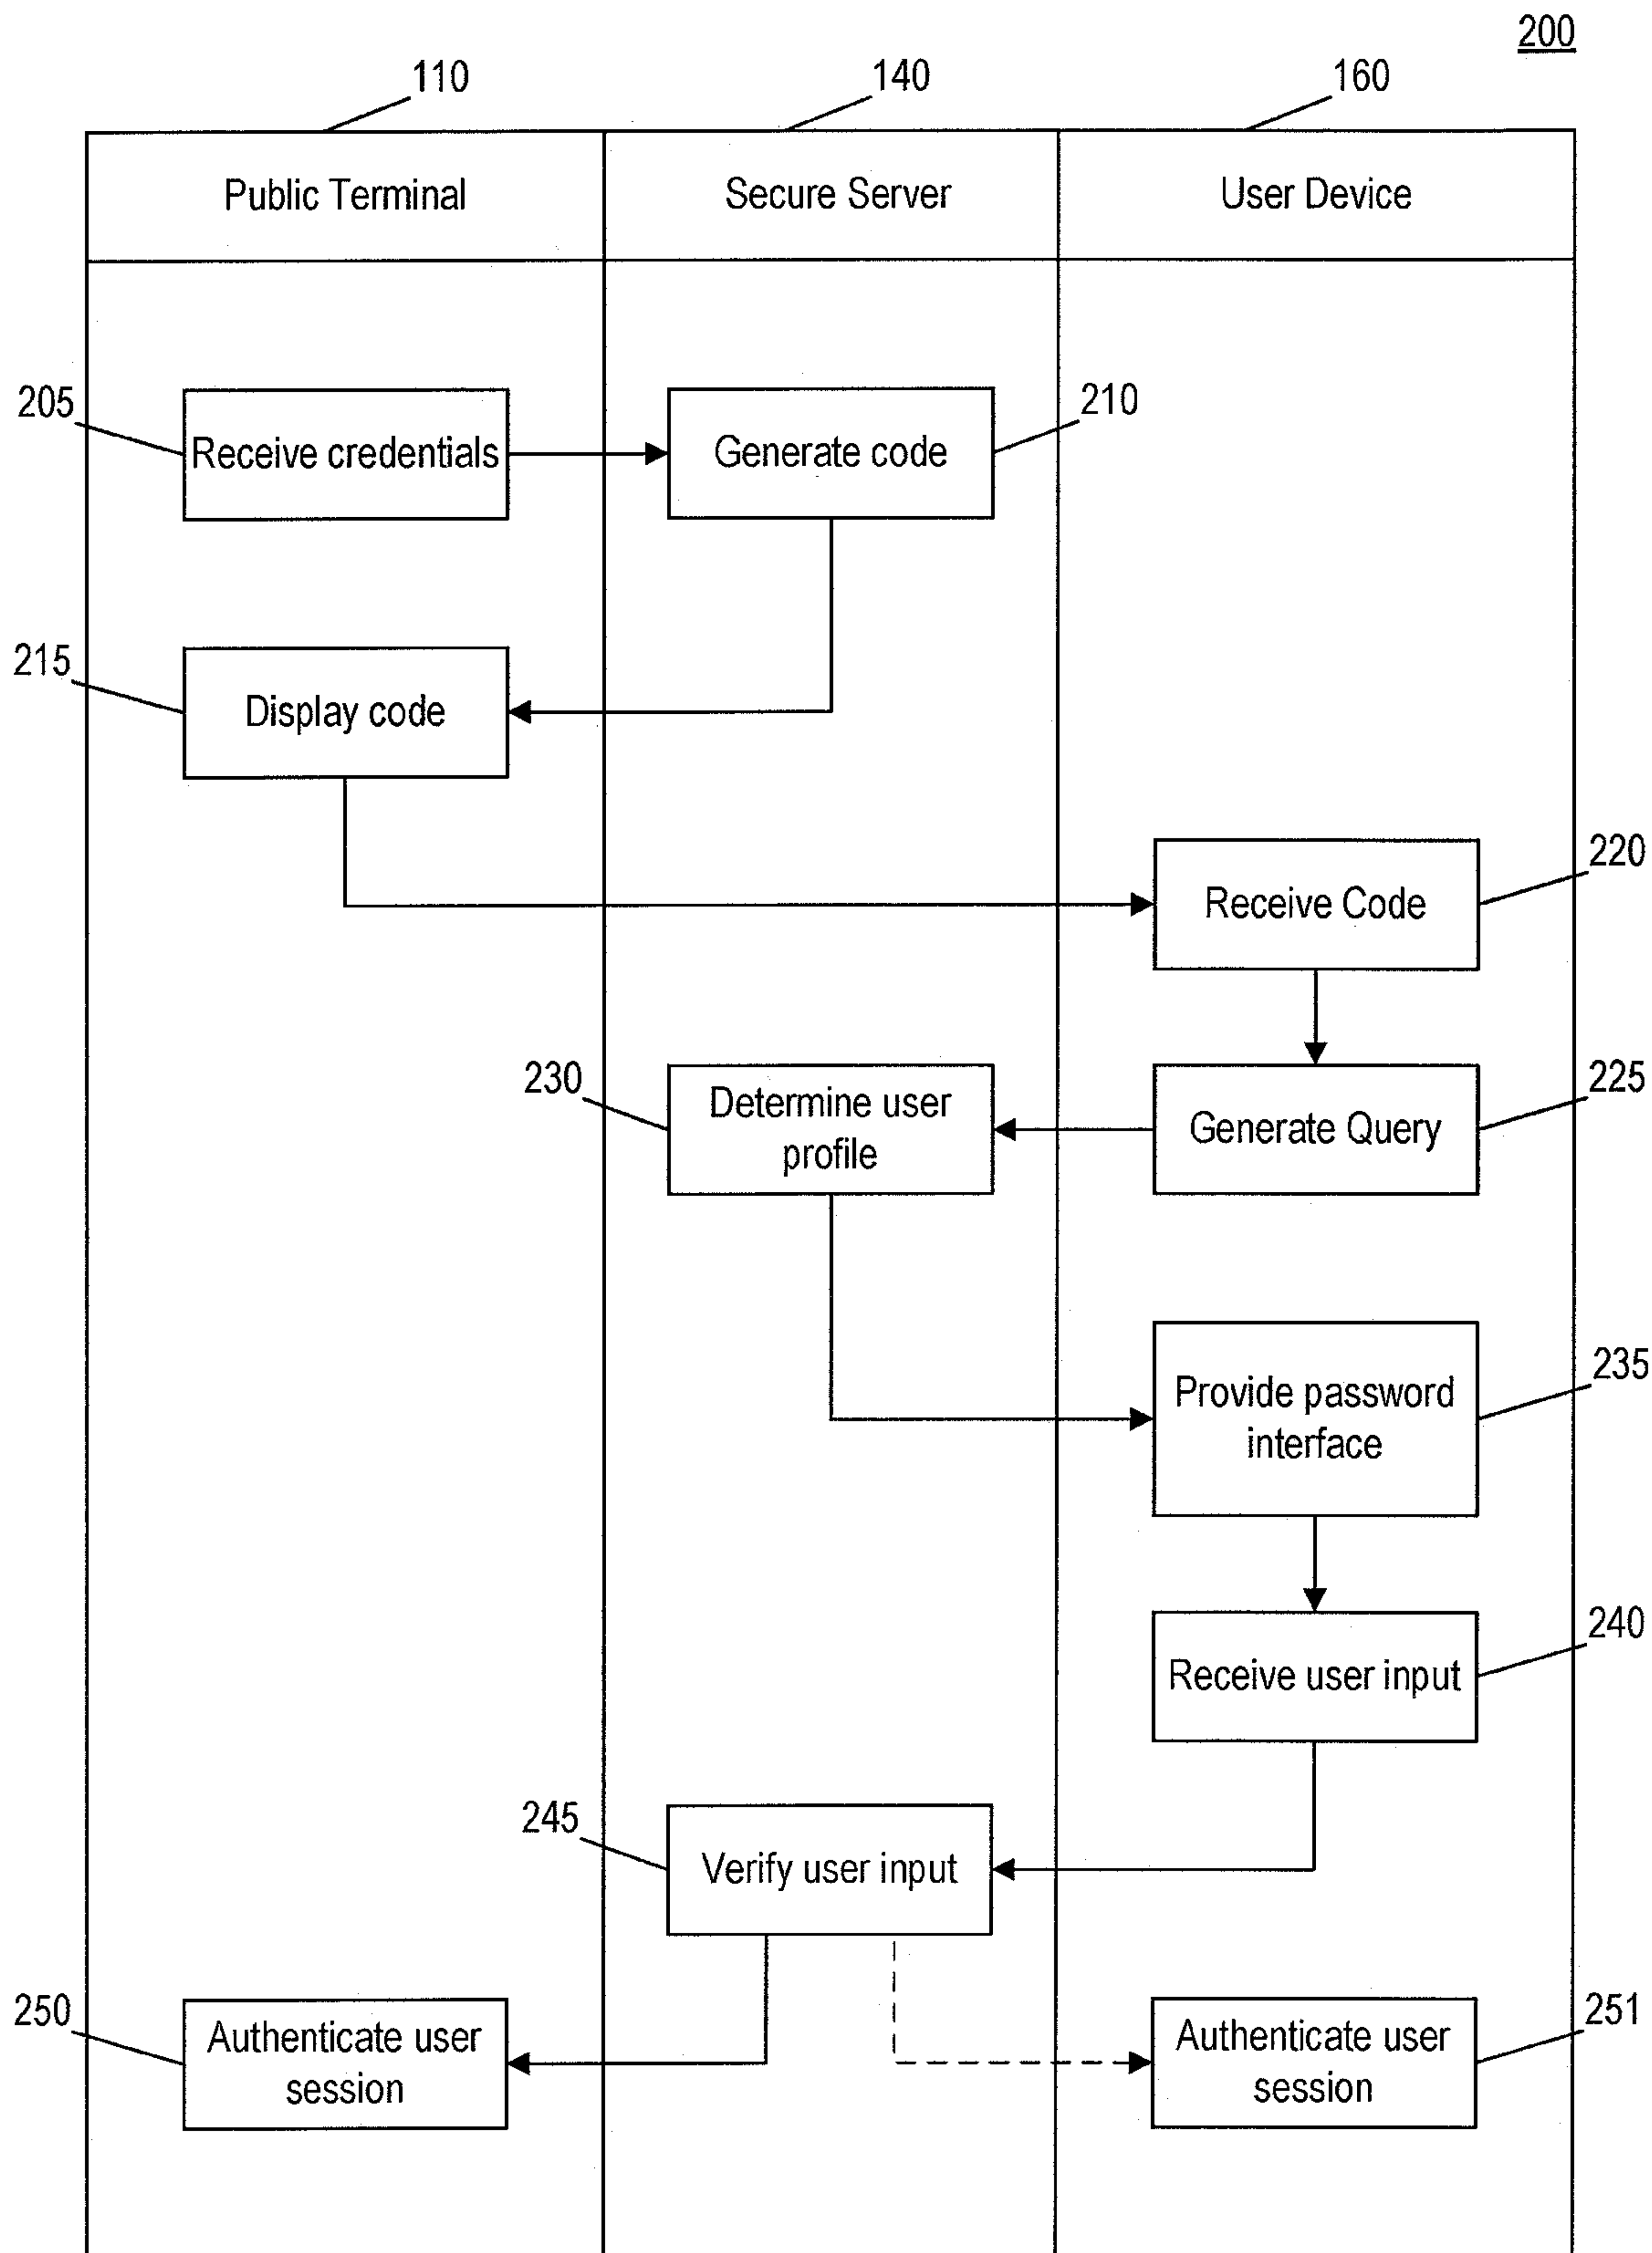 200
110
140
160
Public Terminal
Secure Server
User Device
205
Receive credentials
Generate code
210
215
Display code
220
Receive Code
230
Determine user
profile
225
Generate Query
235
Provide password
interface
240
Receive user input
245
Verify user input
250
Authenticate user
session
251
Authenticate user
session